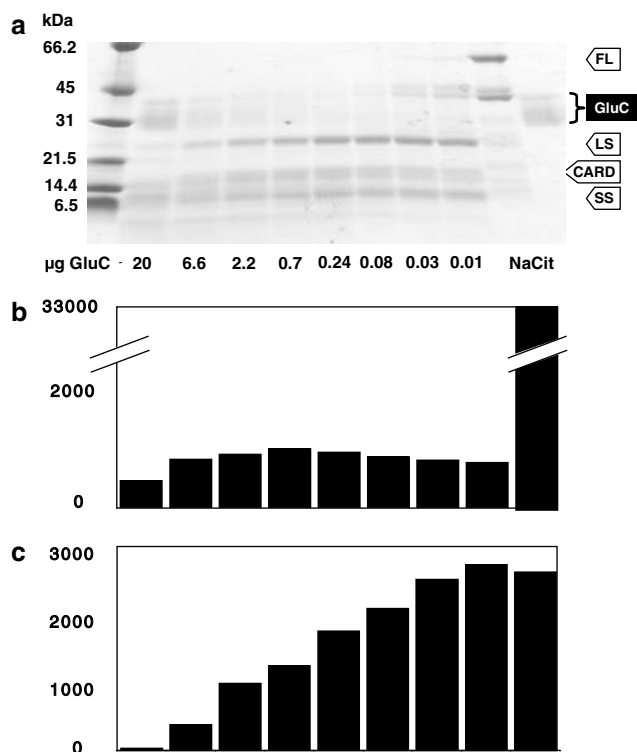 a
kDa
66.2
45
31
21.5
14.4
6.5
FL
GluC
LS
CARD
SS
µg GluC - 20 6.6 2.2 0.7 0.24 0.08 0.03 0.01 NaCit
b
33000
2000
0
c
3000
2000
1000
0